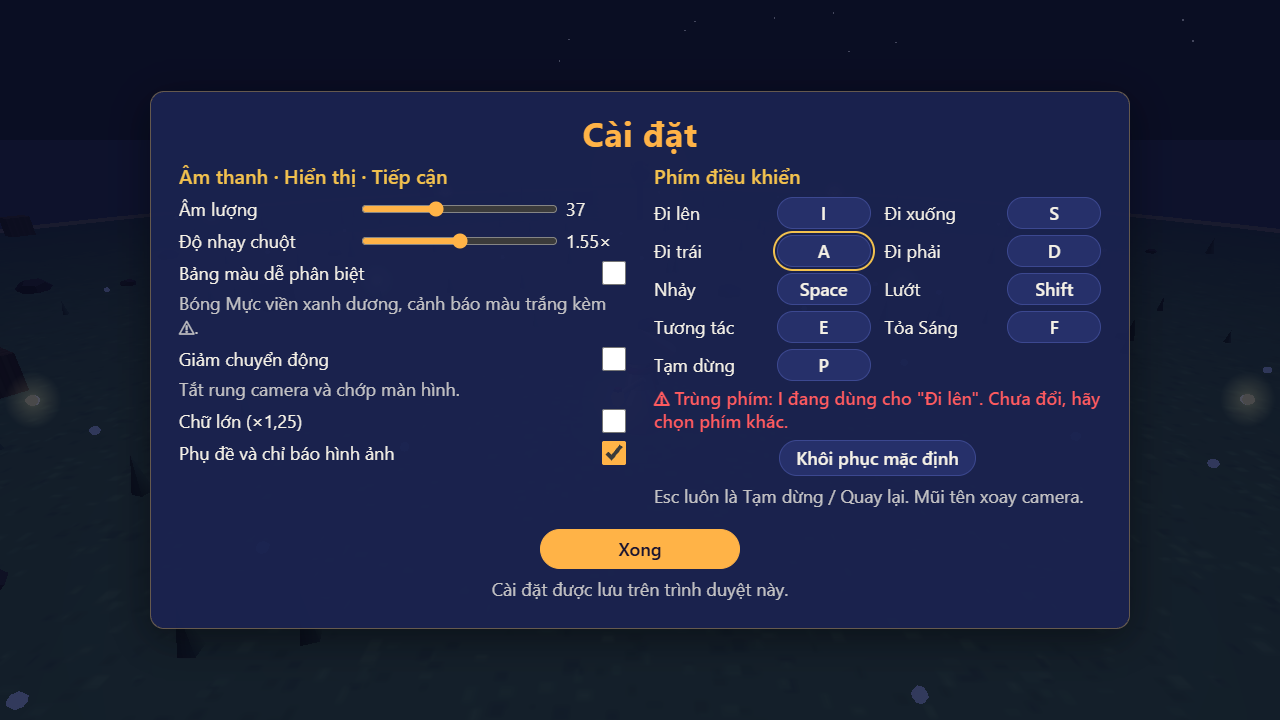 Cài đặt
Âm thanh · Hiển thị · Tiếp cận
Âm lượng 37
Độ nhạy chuột 1.55×
Bảng màu dễ phân biệt
Bóng Mực viền xanh dương, cảnh báo màu trắng kèm
⚠.
Giảm chuyển động
Tắt rung camera và chớp màn hình.
Chữ lớn (×1,25)
Phụ đề và chỉ báo hình ảnh
Phím điều khiển
Đi lên I Đi xuống S
Đi trái A Đi phải D
Nhảy Space Lướt Shift
Tương tác E Tỏa Sáng F
Tạm dừng P
⚠ Trùng phím: I đang dùng cho "Đi lên". Chưa đổi, hãy
chọn phím khác.
Khôi phục mặc định
Esc luôn là Tạm dừng / Quay lại. Mũi tên xoay camera.
Xong
Cài đặt được lưu trên trình duyệt này.